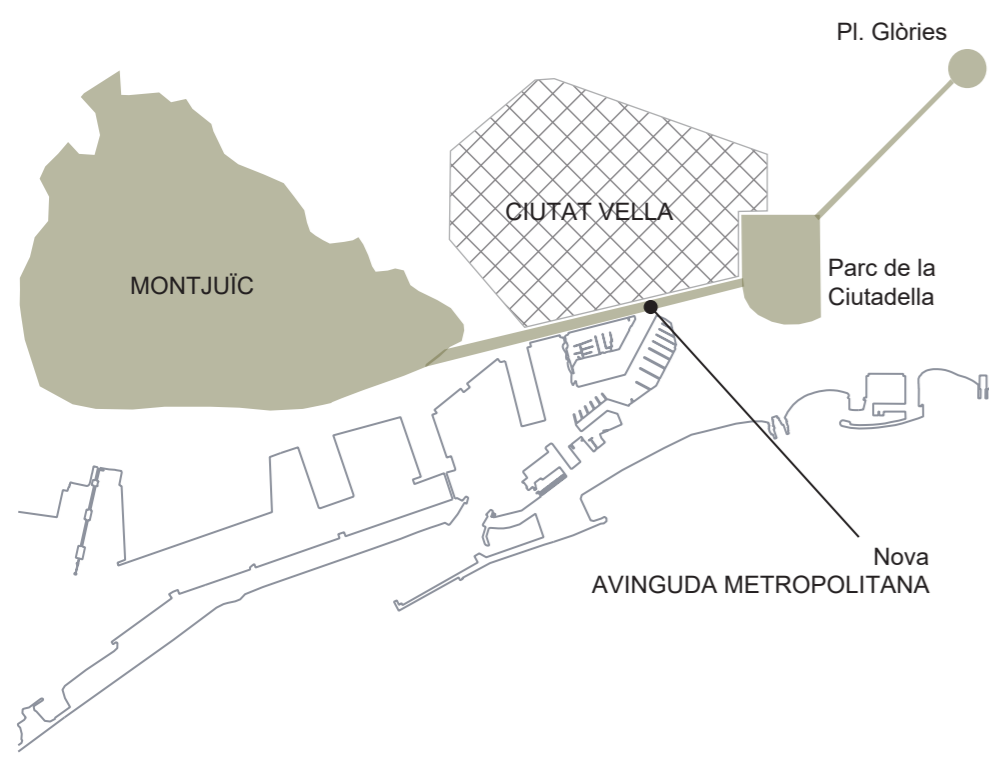 Pl. Glòries
CIUTAT VELLA
MONTJUÏC
Parc de la
Ciutadella
Nova
AVINGUDA METROPOLITANA